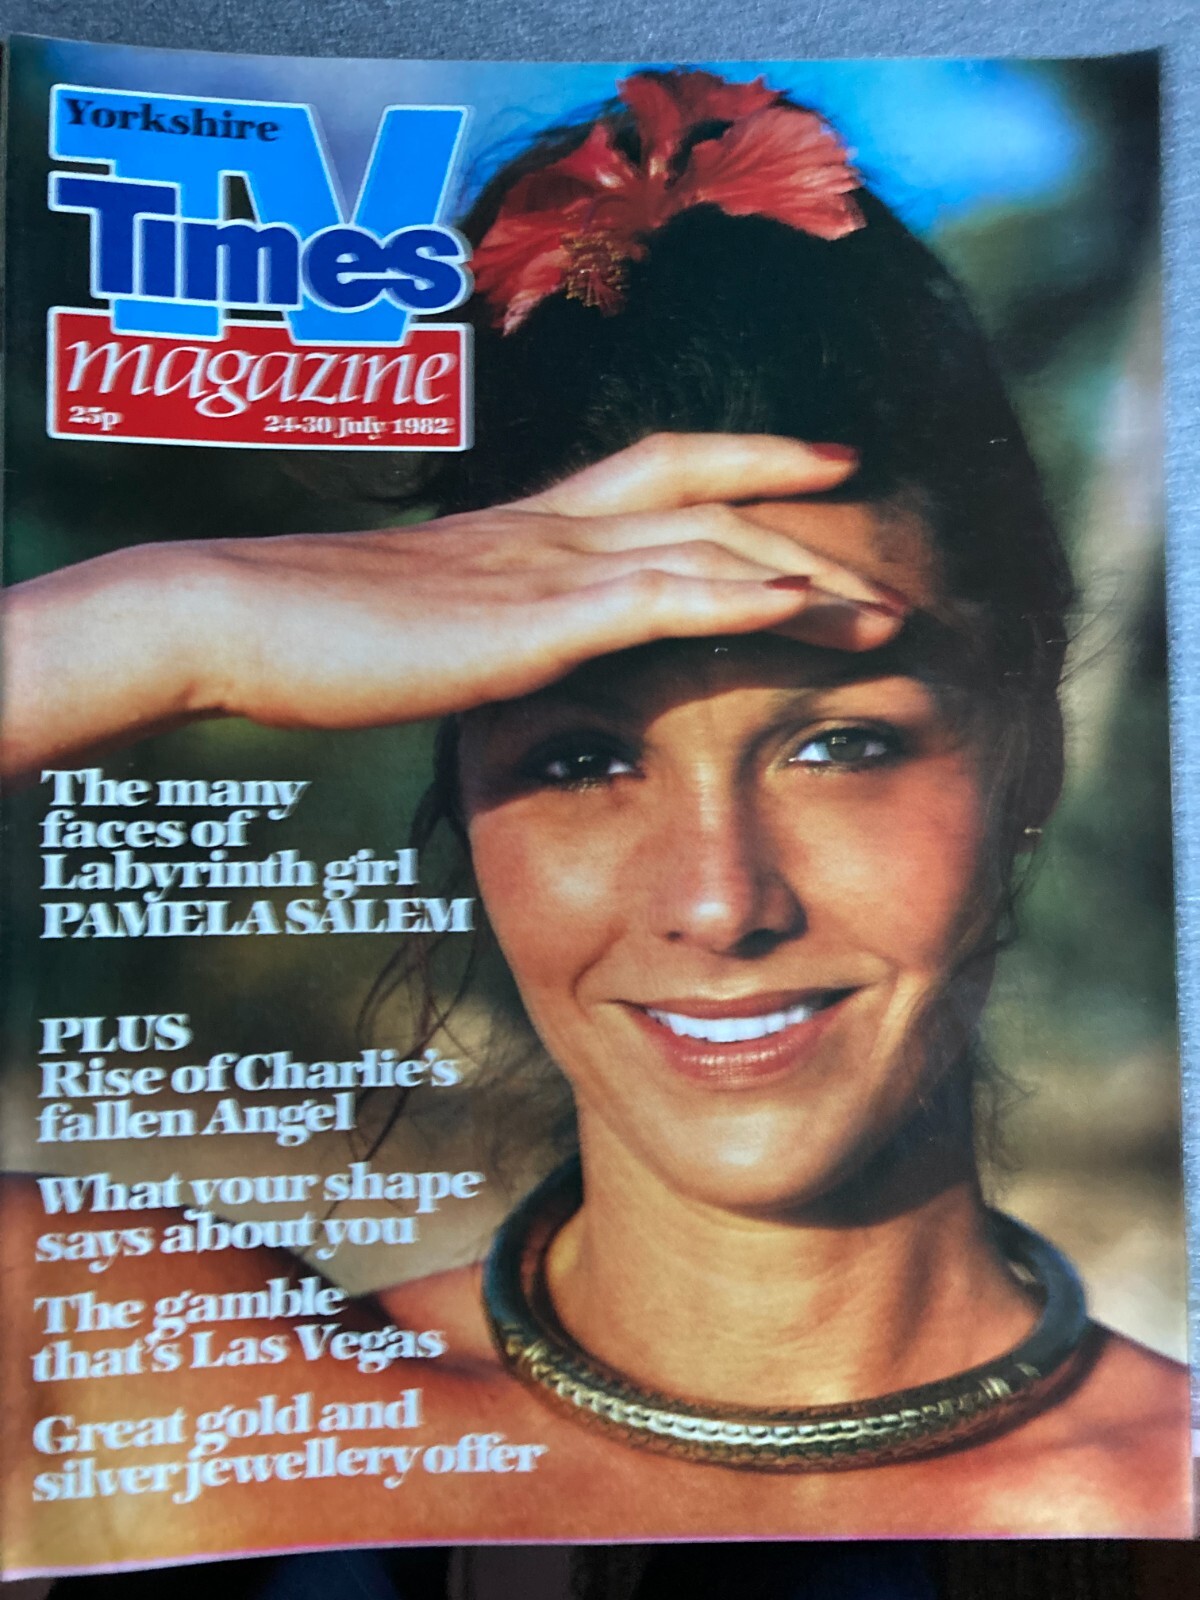 Yorkshire
TV
Times
magazine
25p 24-30 July 1982
The many
faces of
Labyrinth girl
PAMELA SALEM
PLUS
Rise of Charlie's
fallen Angel
What your shape
says about you
The gamble
that's Las Vegas
Great gold and
silver jewellery offer